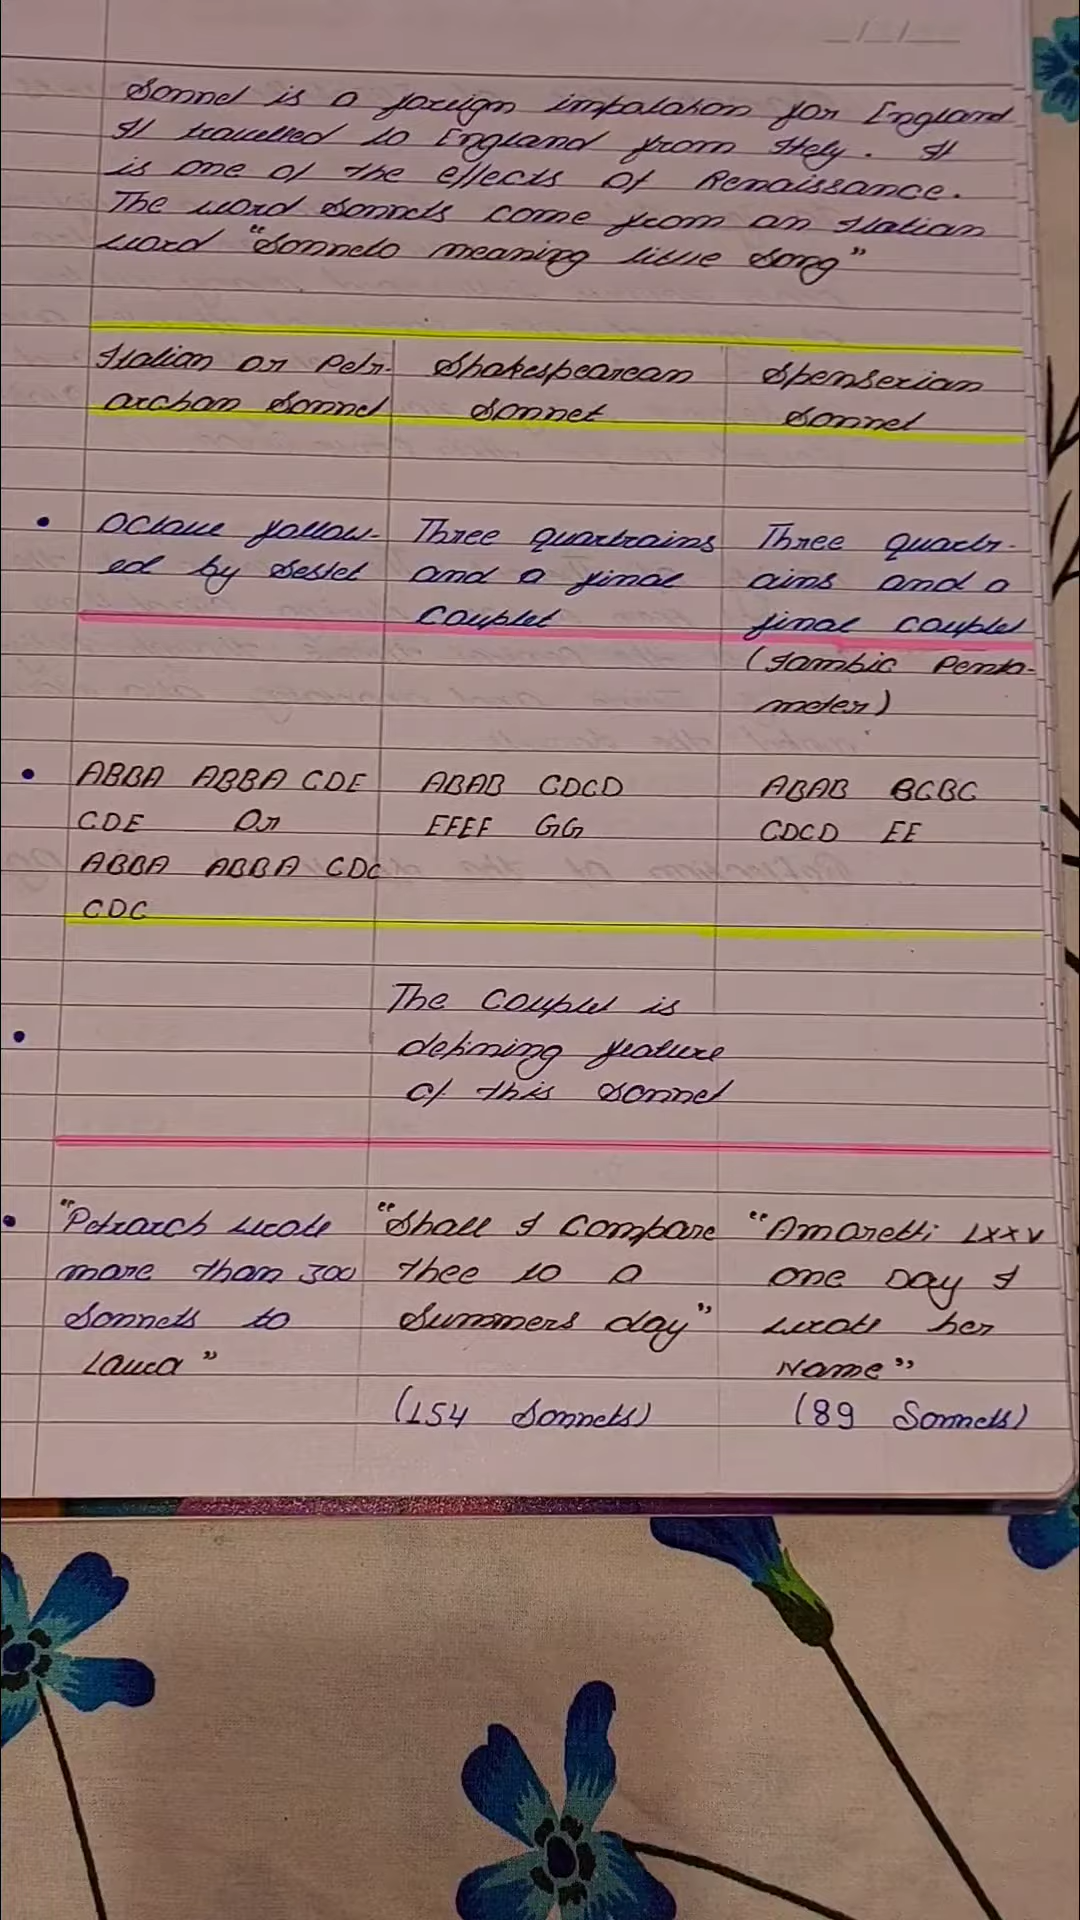 Sonnet is a foreign impotation for England
It travelled to England from Itely. It
is one of the effects of Renaissance.
The word sonnets come from an Italian
word "Sonneto meaning little song"
Italian or Petr-
archan Sonnet
Shakespearean
Sonnet
Spenserian
Sonnet
Octave follow-
ed by Sestet
Three quartrains
and a final
Couplet
Three quartr-
ains and a
final couplet
(Iambic Penta-
meter)
ABBA ABBA CDE
CDE Or
ABBA ABBA CDC
CDC
ABAB CDCD
EFEF GG
ABAB BCBC
CDCD EE
The Couplet is
defining feature
of this sonnet
"Petrarch wrote
more than 300
Sonnets to
Laura"
"Shall I Compare
thee to a
Summers day"
(154 Sonnets)
"Amoretti LXXV
One Day I
wrote her
Name"
(89 Sonnets)